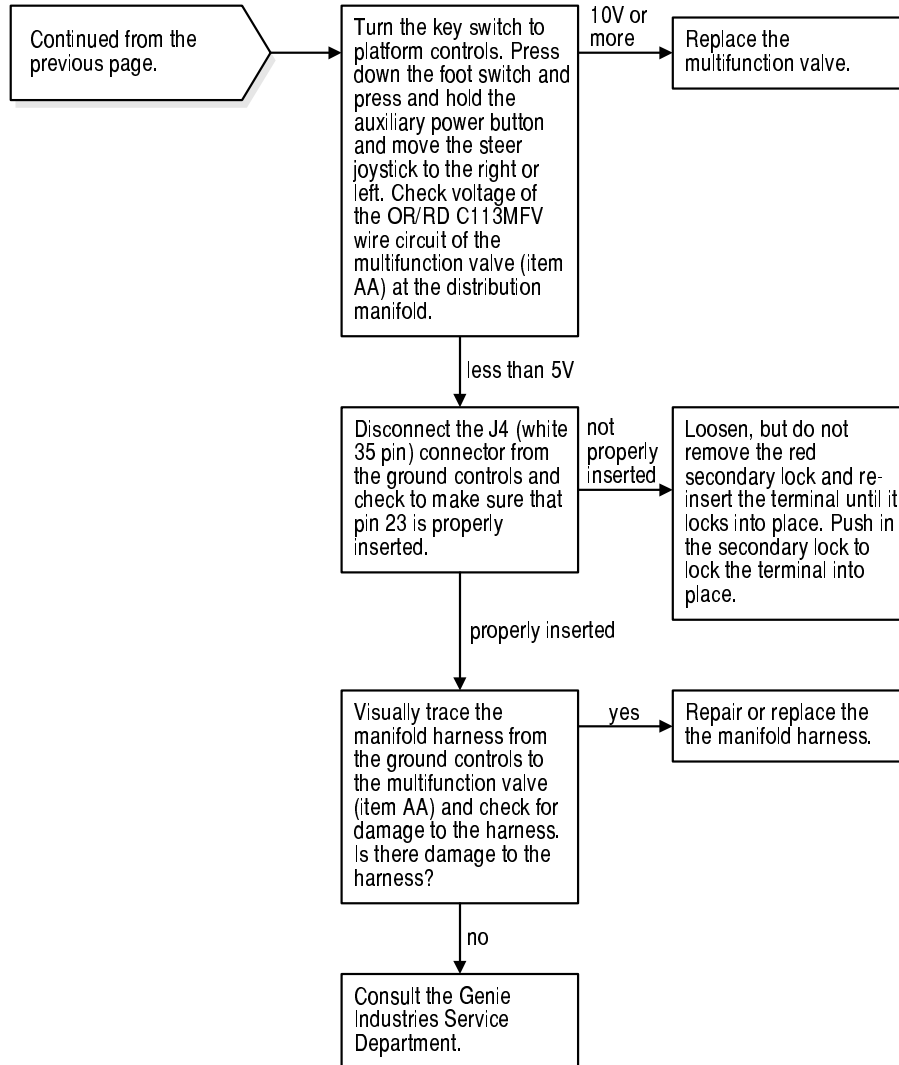 Continued from the
previous page.
Turn the key switch to
platform controls. Press
down the foot switch and
press and hold the
auxiliary power button
and move the steer
joystick to the right or
left. Check voltage of
the OR/RD C113MFV
wire circuit of the
multifunction valve (item
AA) at the distribution
manifold.
10V or
more
Replace the
multifunction valve.
less than 5V
Disconnect the J4 (white
35 pin) connector from
the ground controls and
check to make sure that
pin 23 is properly
inserted.
not
properly
inserted
Loosen, but do not
remove the red
secondary lock and re-
insert the terminal until it
locks into place. Push in
the secondary lock to
lock the terminal into
place.
properly inserted
Visually trace the
manifold harness from
the ground controls to
the multifunction valve
(item AA) and check for
damage to the harness.
Is there damage to the
harness?
yes
Repair or replace the
the manifold harness.
no
Consult the Genie
Industries Service
Department.